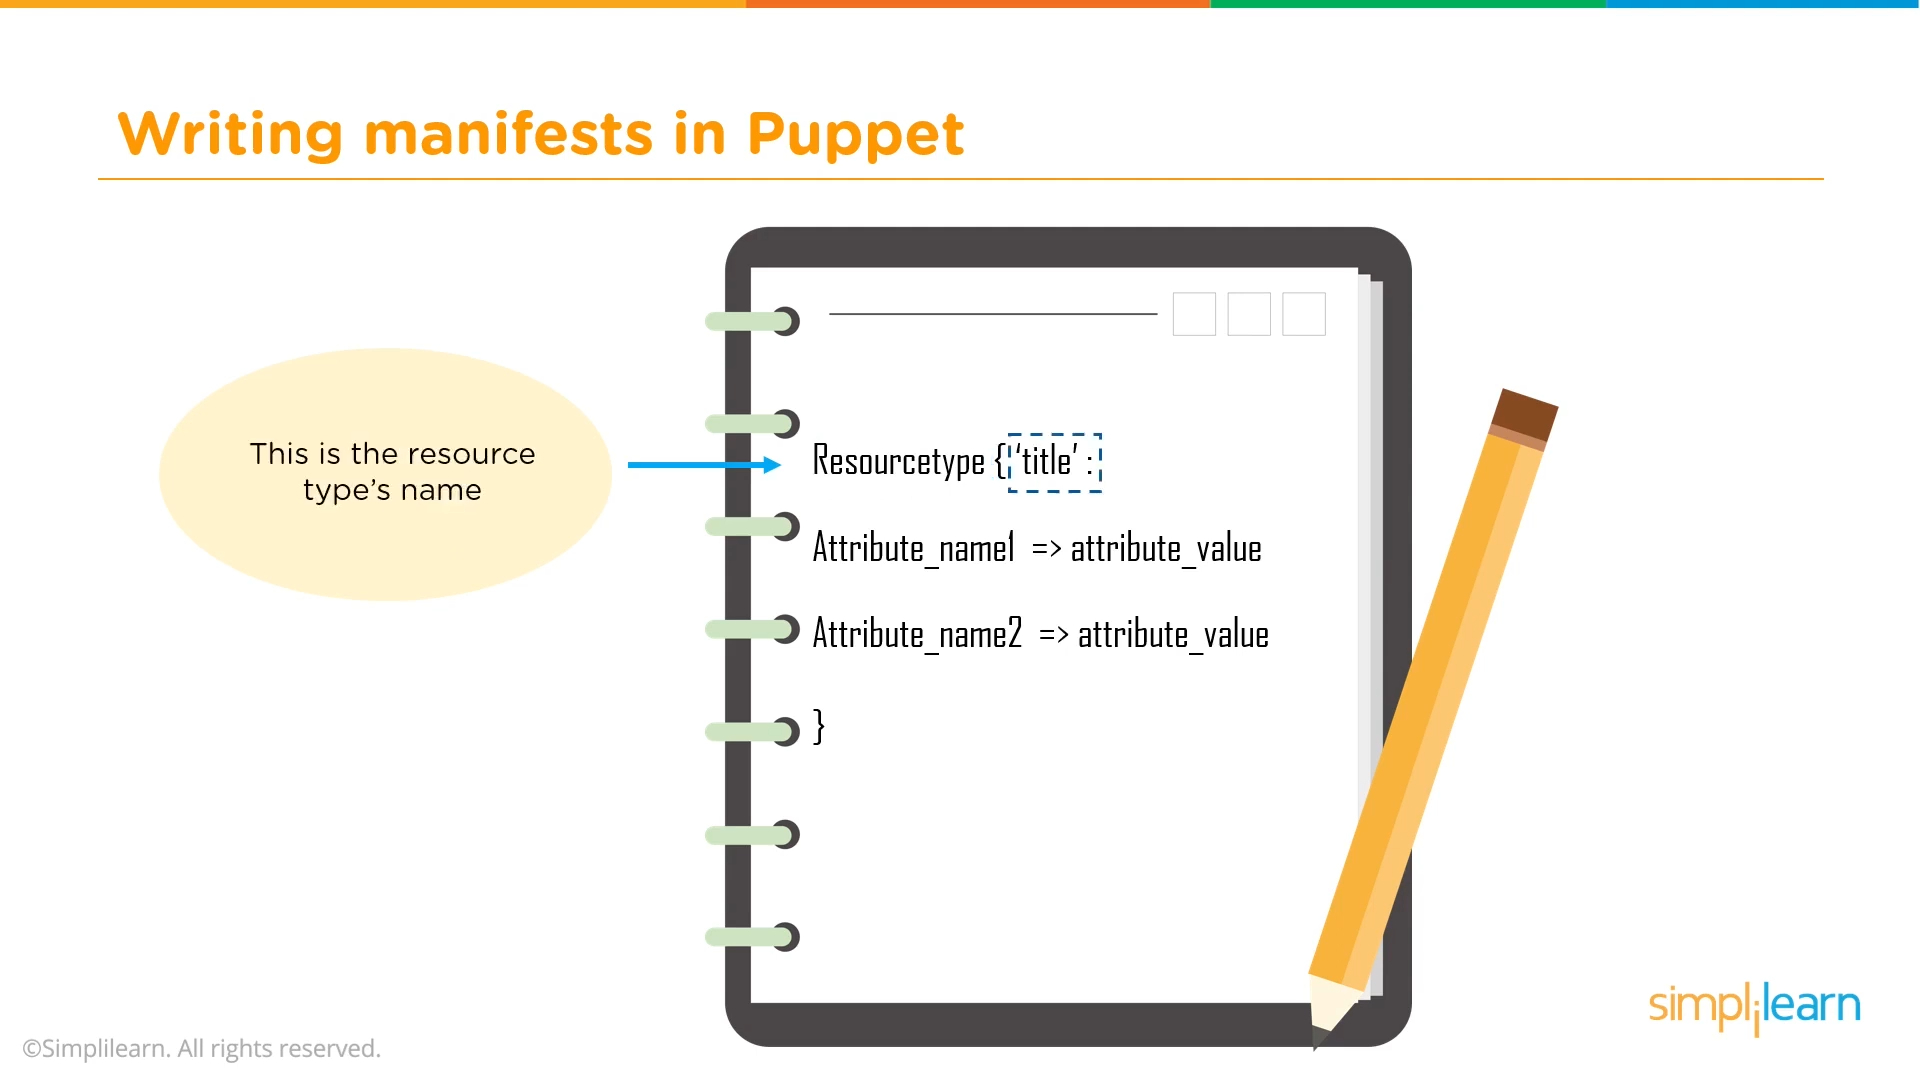 Writing manifests in Puppet
This is the resource
type’s name
Resourcetype {‘title’ :
Attribute_name1 => attribute_value
Attribute_name2 => attribute_value
}
simplilearn
©Simplilearn. All rights reserved.